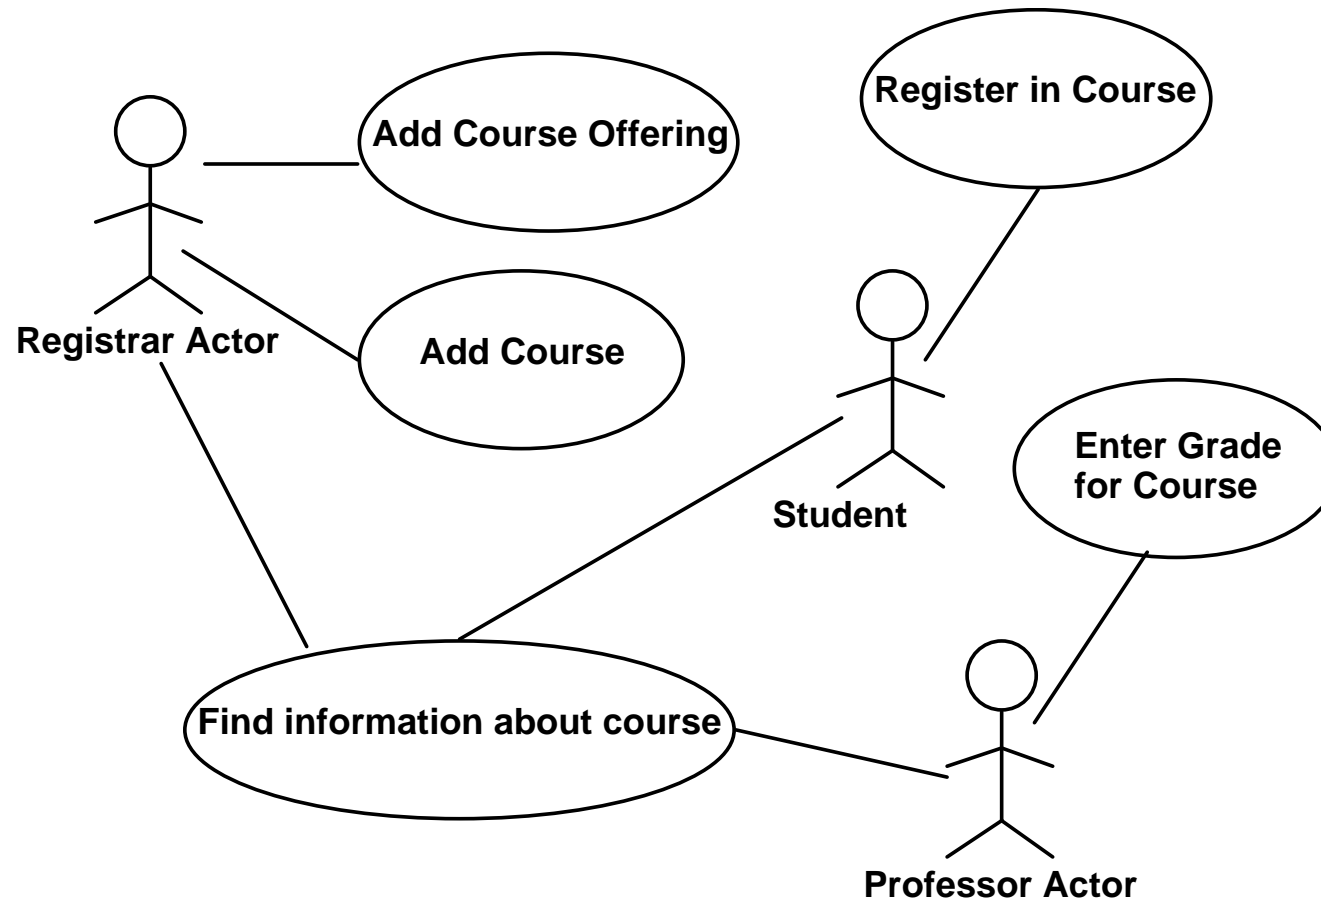 Register in Course
Add Course Offering
Registrar Actor
Add Course
Enter Grade
for Course
Student
Find information about course
Professor Actor